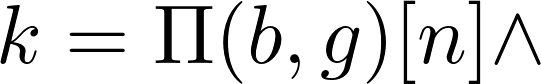 k = Π(b, g)[n]∧